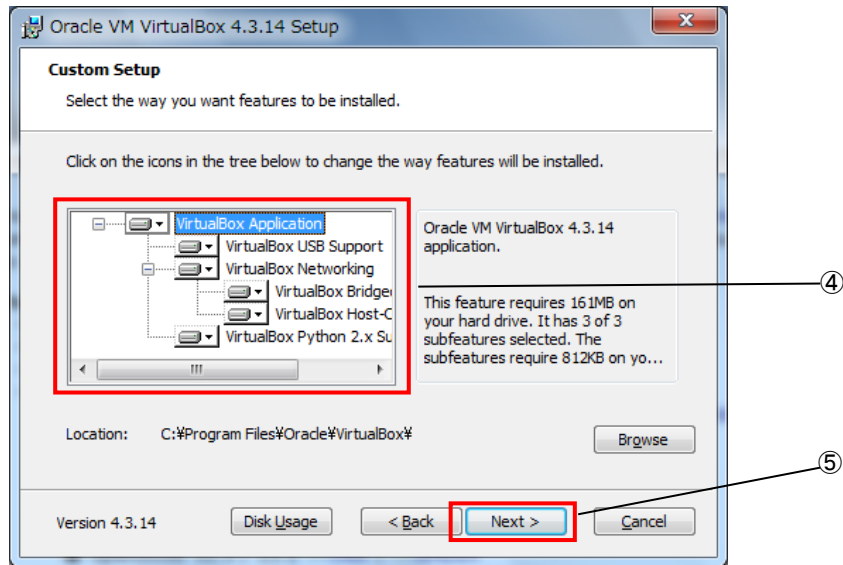 Oracle VM VirtualBox 4.3.14 Setup
Custom Setup
Select the way you want features to be installed.
Click on the icons in the tree below to change the way features will be installed.
VirtualBox Application
VirtualBox USB Support
VirtualBox Networking
VirtualBox Bridge
VirtualBox Host-
VirtualBox Python 2.x Su
Oracle VM VirtualBox 4.3.14
application.
This feature requires 161MB on
your hard drive. It has 3 of 3
subfeatures selected. The
subfeatures require 812KB on yo...
④
Location: C:¥Program Files¥Oracle¥VirtualBox¥
Browse
⑤
Version 4.3.14
Disk Usage
< Back
Next >
Cancel